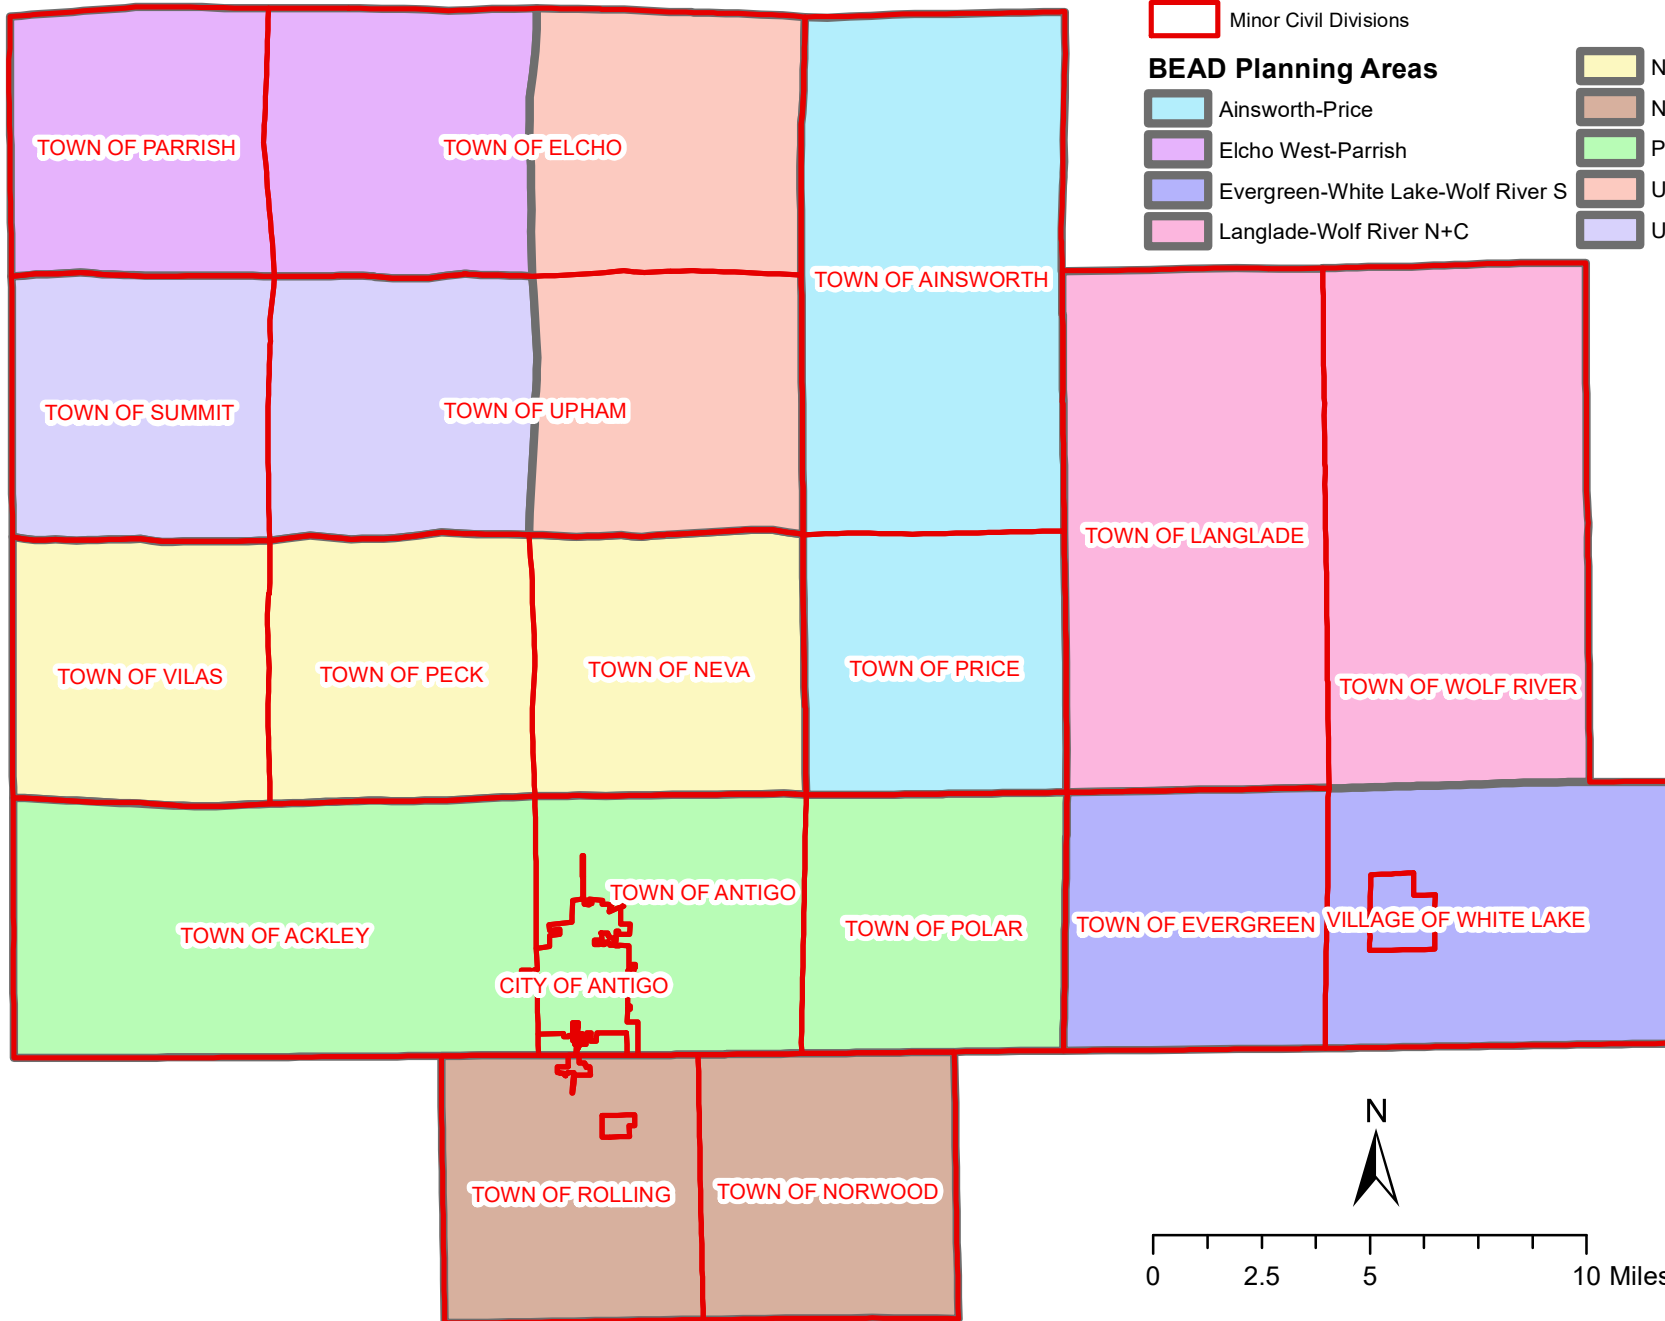 Minor Civil Divisions
BEAD Planning Areas
Ainsworth-Price
Elcho West-Parrish
Evergreen-White Lake-Wolf River S
Langlade-Wolf River N+C
N
N
P
U
U
TOWN OF PARRISH
TOWN OF ELCHO
TOWN OF AINSWORTH
TOWN OF SUMMIT
TOWN OF UPHAM
TOWN OF LANGLADE
TOWN OF VILAS
TOWN OF PECK
TOWN OF NEVA
TOWN OF PRICE
TOWN OF WOLF RIVER
TOWN OF ANTIGO
TOWN OF ACKLEY
TOWN OF POLAR
TOWN OF EVERGREEN
VILLAGE OF WHITE LAKE
CITY OF ANTIGO
TOWN OF ROLLING
TOWN OF NORWOOD
N
0 2.5 5 10 Miles